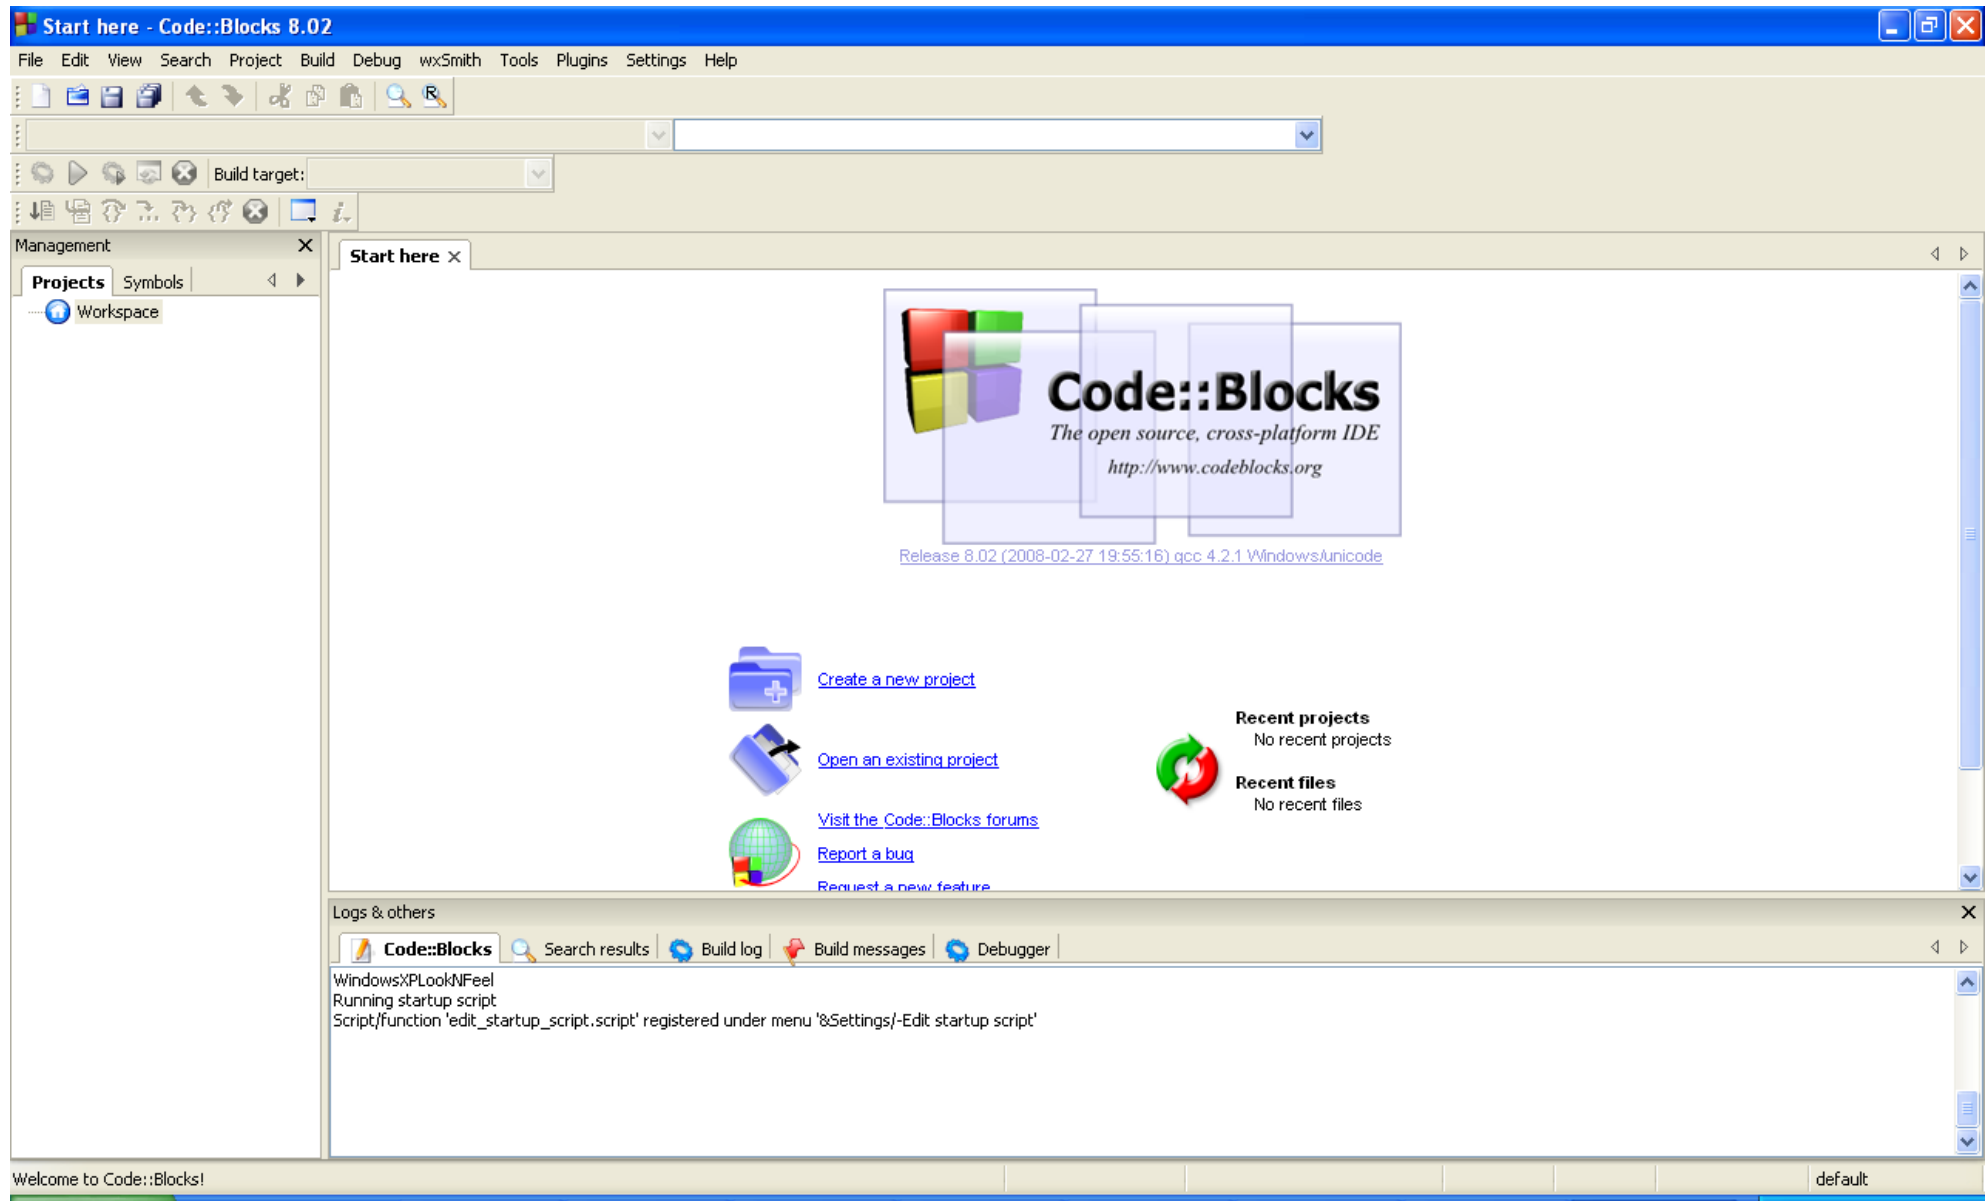 Start here - Code::Blocks 8.02
File Edit View Search Project Build Debug wxSmith Tools Plugins Settings Help
Build target:
Management
Projects Symbols
Workspace
Start here
Code::Blocks
The open source, cross-platform IDE
http://www.codeblocks.org
Release 8.02 (2008-02-27 19:55:16) gcc 4.2.1 Windows/unicode
Create a new project
Open an existing project
Visit the Code::Blocks forums
Report a bug
Request a new feature
Recent projects
No recent projects
Recent files
No recent files
Logs & others
Code::Blocks Search results Build log Build messages Debugger
WindowsXPLookNFeel
Running startup script
Script/function 'edit_startup_script.script' registered under menu '&Settings/-Edit startup script'
Welcome to Code::Blocks!
default